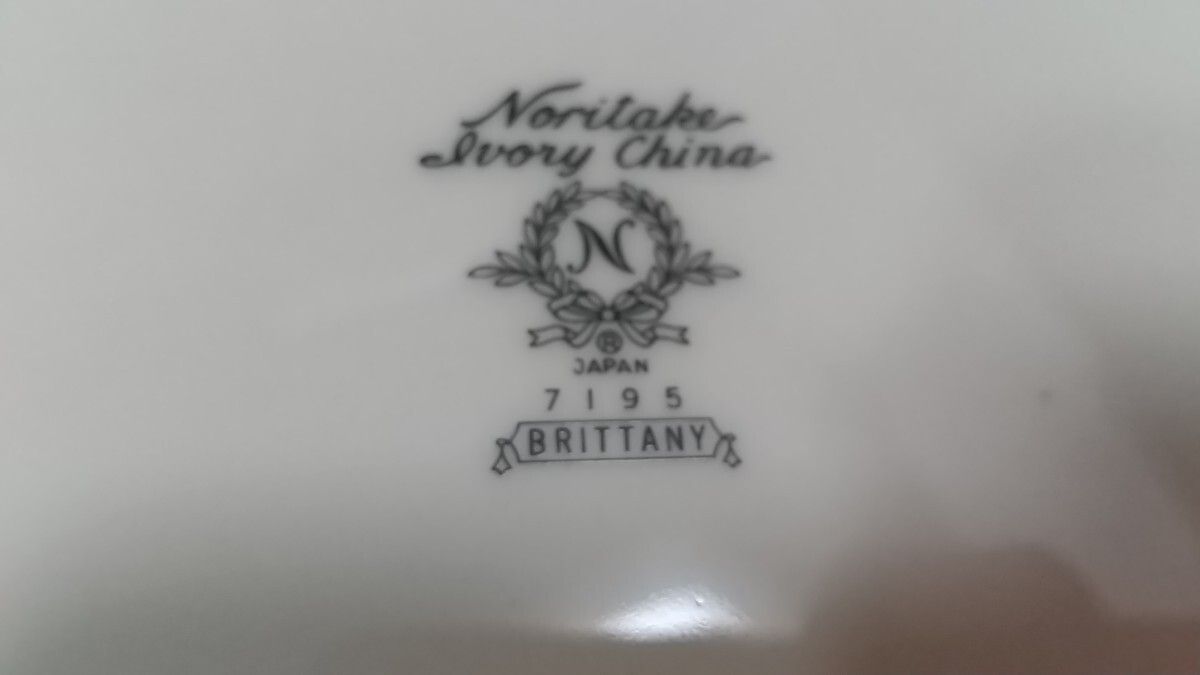 Noritake
Ivory China
N
®
JAPAN
7195
BRITTANY